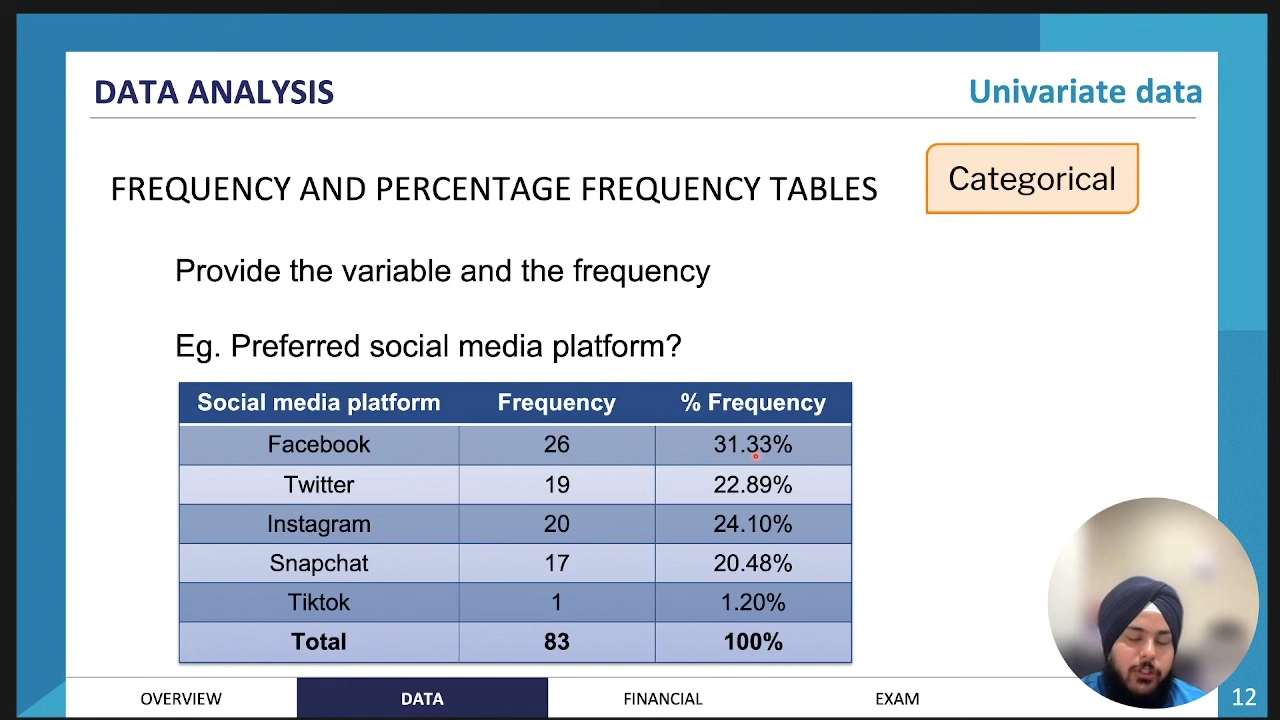 DATA ANALYSIS
Univariate data
FREQUENCY AND PERCENTAGE FREQUENCY TABLES
Categorical
Provide the variable and the frequency
Eg. Preferred social media platform?
Social media platform Frequency % Frequency
Facebook 26 31.33%
Twitter 19 22.89%
Instagram 20 24.10%
Snapchat 17 20.48%
Tiktok 1 1.20%
Total 83 100%
OVERVIEW DATA FINANCIAL EXAM 12